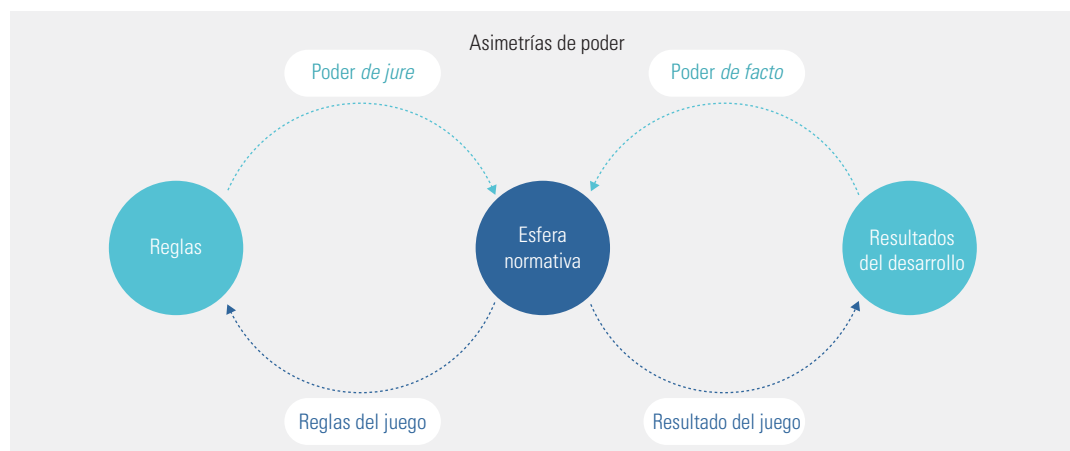 Asimetrías de poder
Poder de jure
Poder de facto
Reglas
Esfera
normativa
Resultados
del desarrollo
Reglas del juego
Resultado del juego